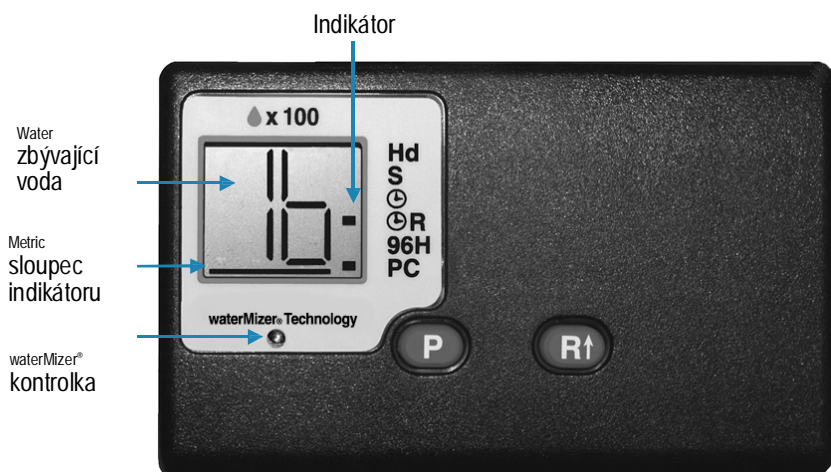 Indikátor
x 100
Water
zbývající
voda
16
Hd
S
R
96H
PC
Metric
sloupec
indikátoru
waterMizer® Technology
waterMizer®
kontrolka
P
R↑